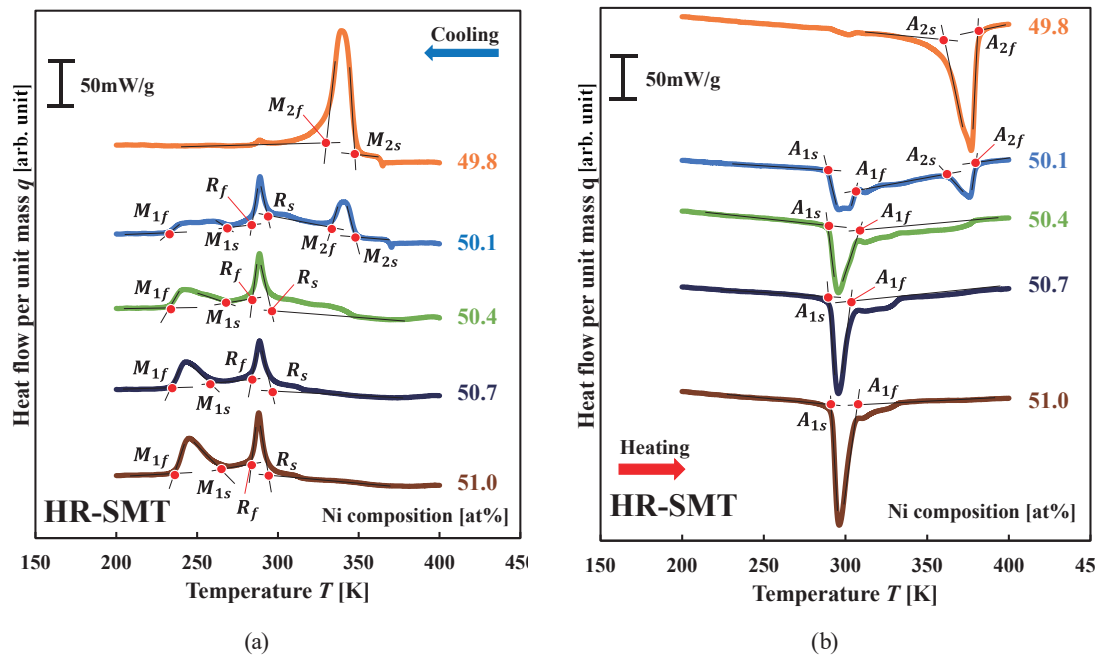 Heat flow per unit mass q [arb. unit]
50mW/g
Cooling
M2f
M2s
49.8
M1f
Rf
Rs
M1s
M2f
M2s
50.1
M1f
Rf
Rs
M1s
50.4
M1f
Rf
Rs
M1s
50.7
M1f
Rs
M1s
Rf
51.0
HR-SMT
Ni composition [at%]
150 200 250 300 350 400 45
Temperature T [K]
(a)
Heat flow per unit mass q [arb. unit]
50mW/g
A2s
A2f
49.8
A1s
A1f
A2s
A2f
50.1
A1s
A1f
50.4
A1f
A1s
50.7
A1f
A1s
51.0
Heating
HR-SMT
Ni composition [at%]
150 200 250 300 350 400 45
Temperature T [K]
(b)